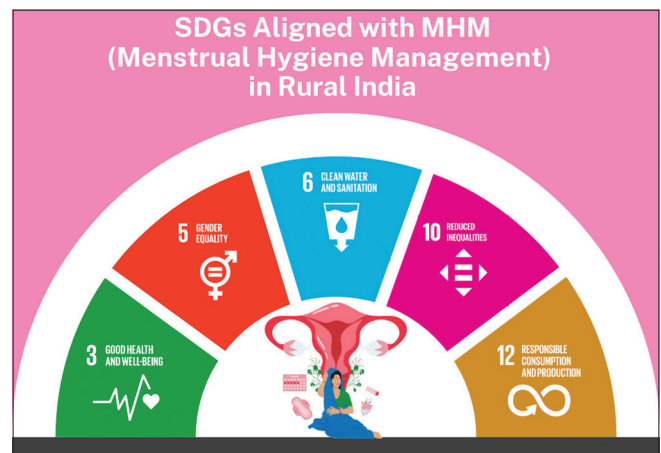 SDGs Aligned with MHM
(Menstrual Hygiene Management)
in Rural India
3 GOOD HEALTH
AND WELL-BEING
5 GENDER
EQUALITY
6 CLEAN WATER
AND SANITATION
10 REDUCED
INEQUALITIES
12 RESPONSIBLE
CONSUMPTION
AND PRODUCTION